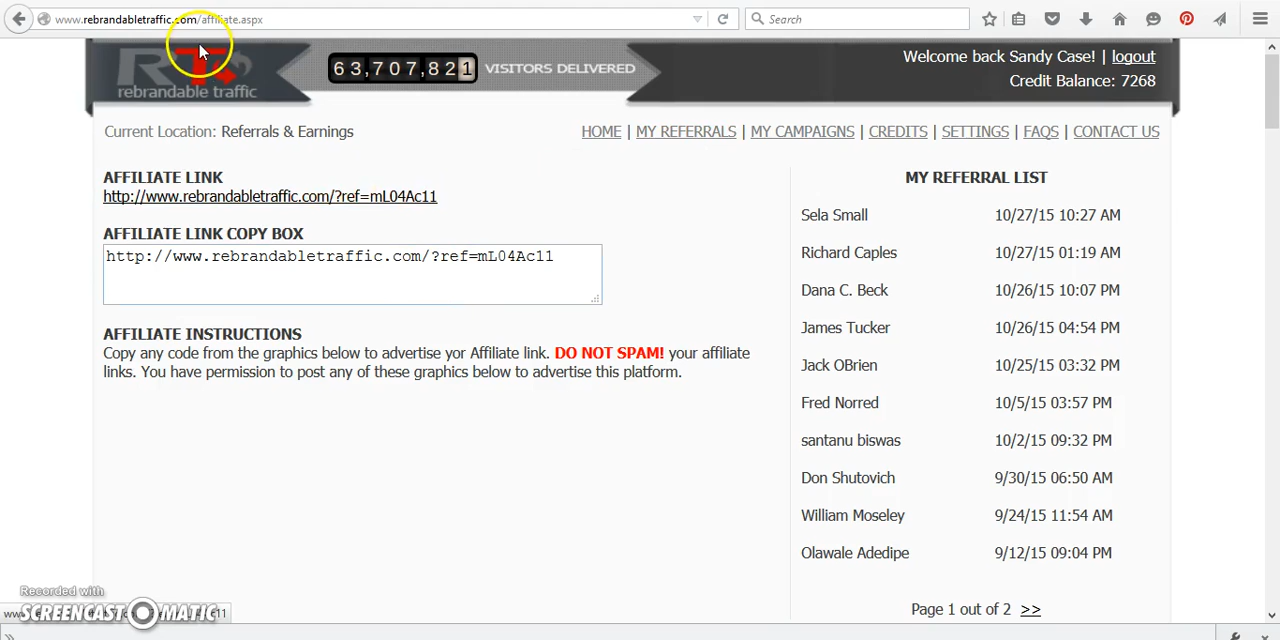 www.rebrandabletraffic.com/affiliate.aspx
Search
RT
rebrandable traffic
63,707,821 VISITORS DELIVERED
Welcome back Sandy Case! | logout
Credit Balance: 7268
Current Location: Referrals & Earnings
HOME | MY REFERRALS | MY CAMPAIGNS | CREDITS | SETTINGS | FAQS | CONTACT US
AFFILIATE LINK
http://www.rebrandabletraffic.com/?ref=mL04Ac11
AFFILIATE LINK COPY BOX
http://www.rebrandabletraffic.com/?ref=mL04Ac11
AFFILIATE INSTRUCTIONS
Copy any code from the graphics below to advertise yor Affiliate link. DO NOT SPAM! your affiliate
links. You have permission to post any of these graphics below to advertise this platform.
MY REFERRAL LIST
Sela Small 10/27/15 10:27 AM
Richard Caples 10/27/15 01:19 AM
Dana C. Beck 10/26/15 10:07 PM
James Tucker 10/26/15 04:54 PM
Jack OBrien 10/25/15 03:32 PM
Fred Norred 10/5/15 03:57 PM
santanu biswas 10/2/15 09:32 PM
Don Shutovich 9/30/15 06:50 AM
William Moseley 9/24/15 11:54 AM
Olawale Adedipe 9/12/15 09:04 PM
Page 1 out of 2 >>
Recorded with
SCREENCAST-O-MATIC